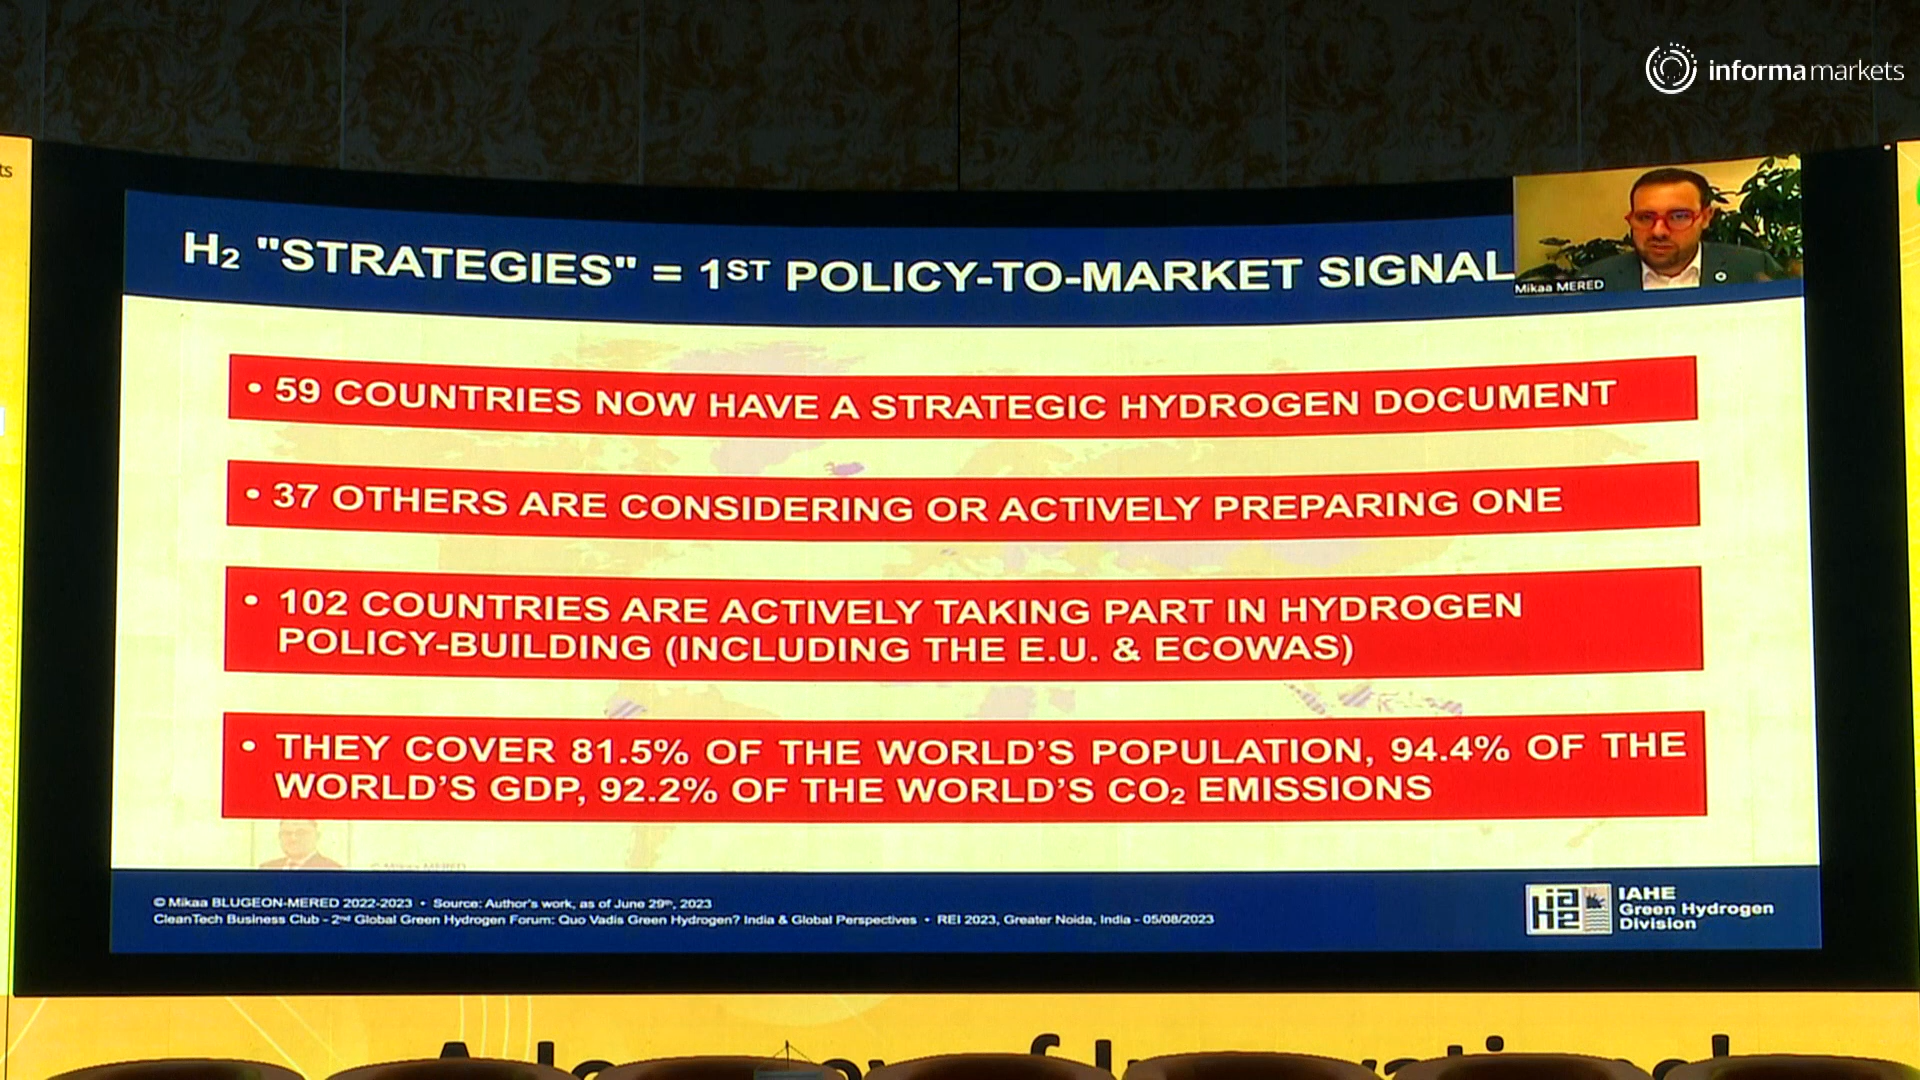 informa markets
ts
H₂ "STRATEGIES" = 1ST POLICY-TO-MARKET SIGNAL
Mikaa MERED
• 59 COUNTRIES NOW HAVE A STRATEGIC HYDROGEN DOCUMENT
• 37 OTHERS ARE CONSIDERING OR ACTIVELY PREPARING ONE
• 102 COUNTRIES ARE ACTIVELY TAKING PART IN HYDROGEN
POLICY-BUILDING (INCLUDING THE E.U. & ECOWAS)
• THEY COVER 81.5% OF THE WORLD'S POPULATION, 94.4% OF THE
WORLD'S GDP, 92.2% OF THE WORLD'S CO₂ EMISSIONS
© Mikaa MERED
© Mikaa BLUGEON-MERED 2022-2023 • Source: Author's work, as of June 29th, 2023
CleanTech Business Club - 2nd Global Green Hydrogen Forum: Quo Vadis Green Hydrogen? India & Global Perspectives • REI 2023, Greater Noida, India - 05/08/2023
IAHE
Green Hydrogen
Division